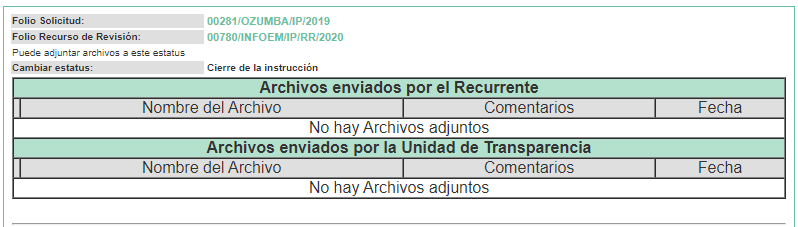 Folio Solicitud: 00281/OZUMBA/IP/2019
Folio Recurso de Revisión: 00780/INFOEM/IP/RR/2020
Puede adjuntar archivos a este estatus
Cambiar estatus: Cierre de la instrucción
Archivos enviados por el Recurrente
Nombre del Archivo Comentarios Fecha
No hay Archivos adjuntos
Archivos enviados por la Unidad de Transparencia
Nombre del Archivo Comentarios Fecha
No hay Archivos adjuntos